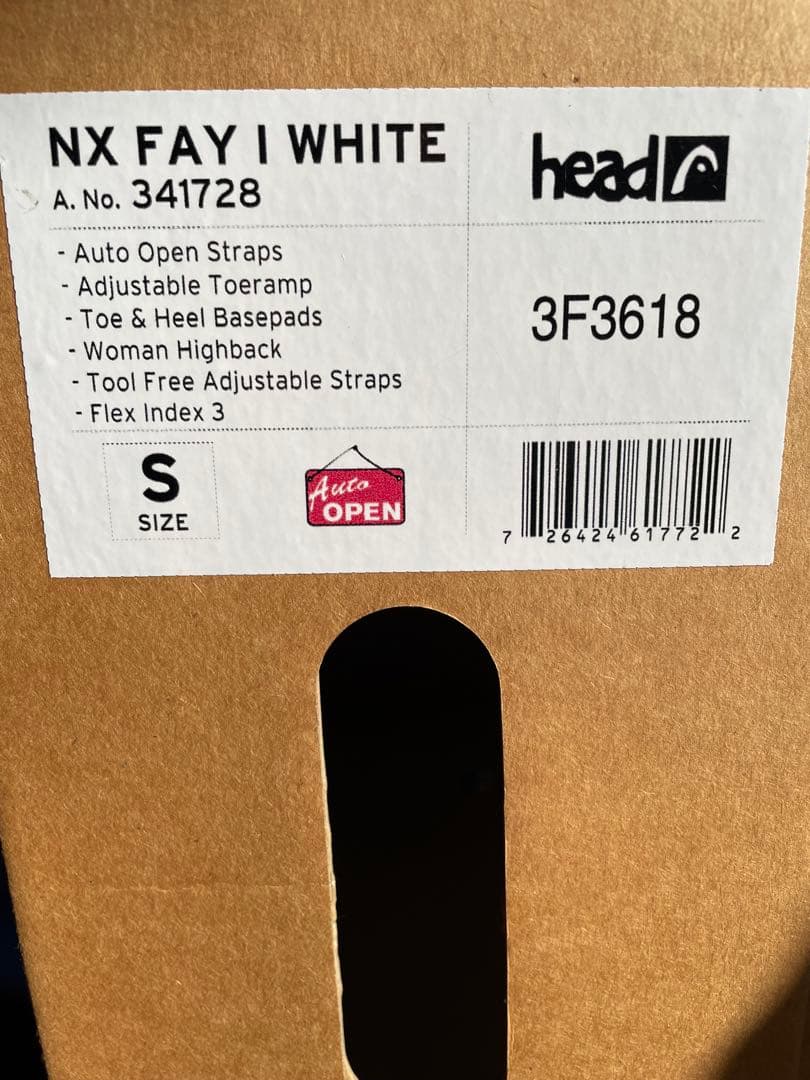 NX FAY I WHITE
A. No. 341728
head
- Auto Open Straps
- Adjustable Toeramp
- Toe & Heel Basepads
- Woman Highback
- Tool Free Adjustable Straps
- Flex Index 3
3F3618
S
SIZE
Auto
OPEN
7 26424 61772 2